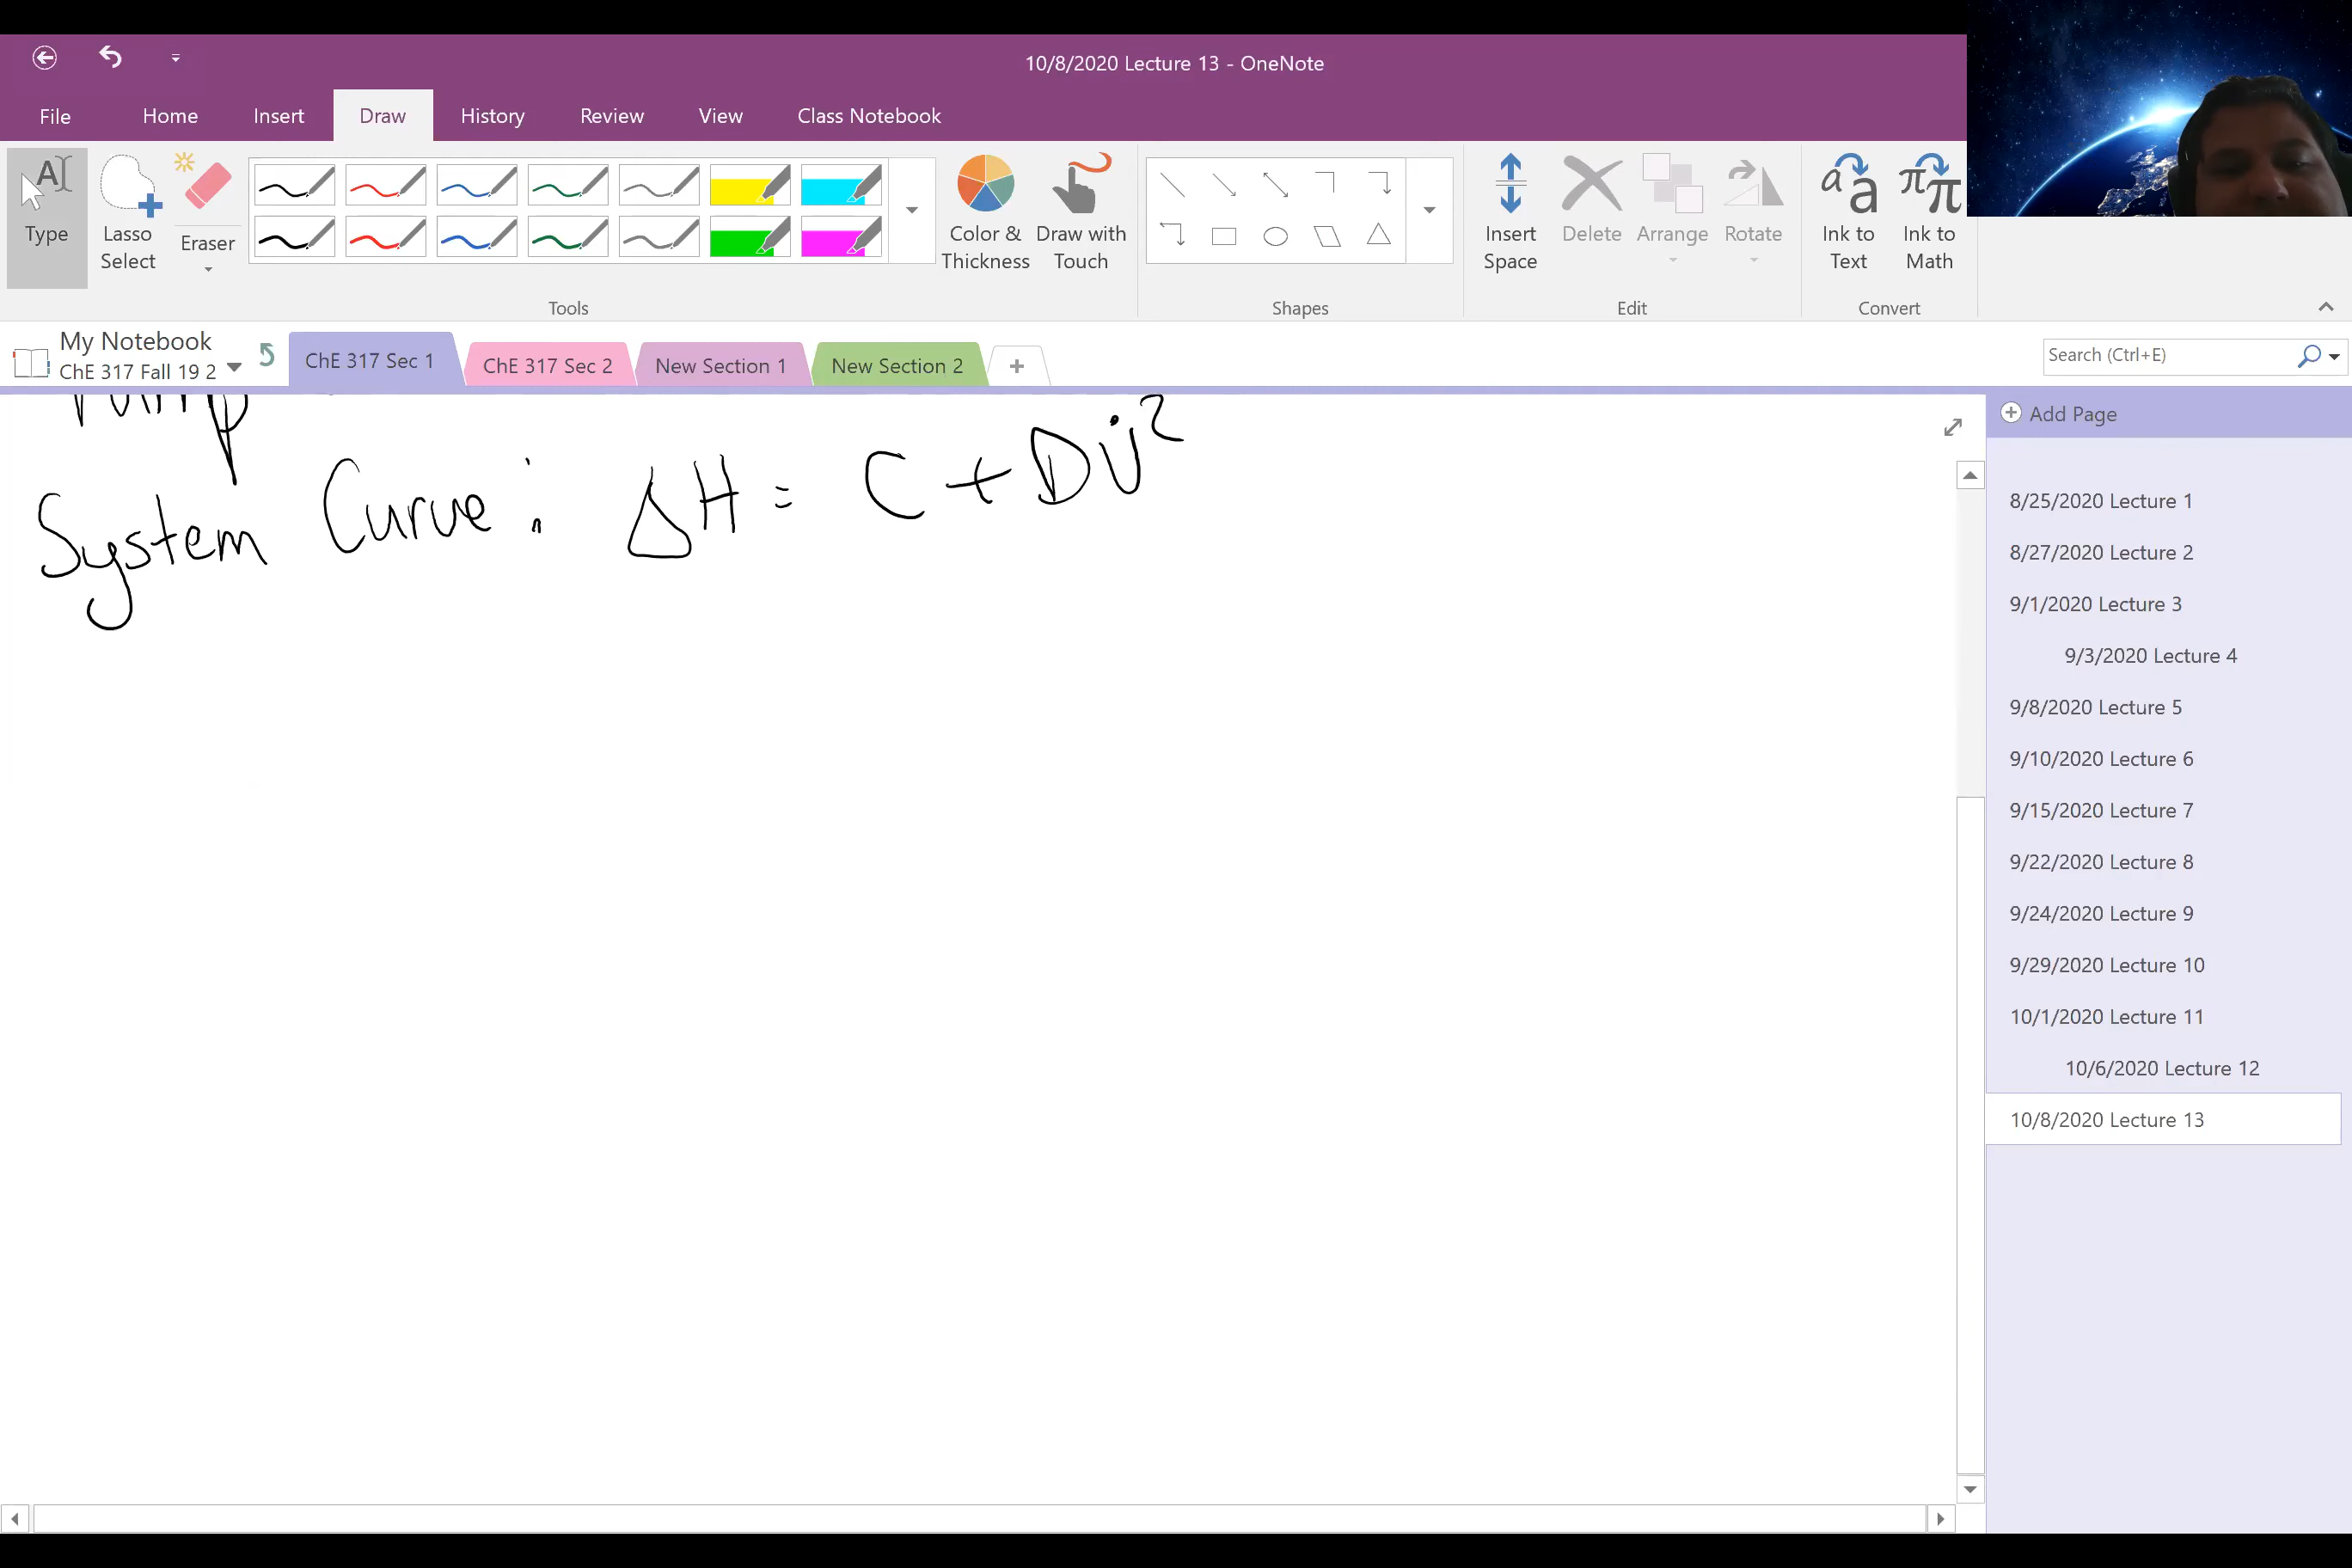 10/8/2020 Lecture 13 - OneNote
File Home Insert Draw History Review View Class Notebook
Type
Lasso Select
Eraser
Color & Thickness
Draw with Touch
Insert Space
Delete
Arrange
Rotate
Ink to Text
Ink to Math
Tools Shapes Edit Convert
My Notebook
ChE 317 Fall 19 2
ChE 317 Sec 1 ChE 317 Sec 2 New Section 1 New Section 2 +
Search (Ctrl+E)
Pump
System Curve : ΔH = C + DV̇²
Add Page
8/25/2020 Lecture 1
8/27/2020 Lecture 2
9/1/2020 Lecture 3
9/3/2020 Lecture 4
9/8/2020 Lecture 5
9/10/2020 Lecture 6
9/15/2020 Lecture 7
9/22/2020 Lecture 8
9/24/2020 Lecture 9
9/29/2020 Lecture 10
10/1/2020 Lecture 11
10/6/2020 Lecture 12
10/8/2020 Lecture 13